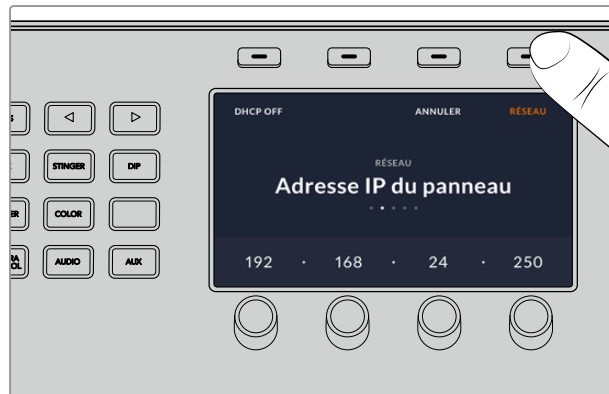 DHCP OFF ANNULER RÉSEAU
RÉSEAU
Adresse IP du panneau
192 · 168 · 24 · 250
STINGER DIP
COLOR
AUDIO AUX